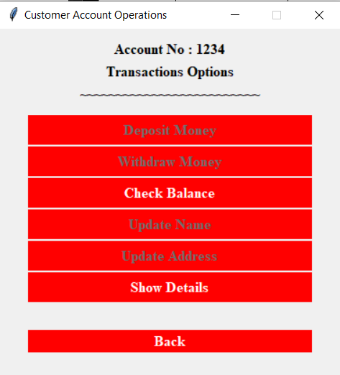 Customer Account Operations
Account No : 1234
Transactions Options
~~~~~~~~~~~~~~~~~~~~~~~~~~
Deposit Money
Withdraw Money
Check Balance
Update Name
Update Address
Show Details
Back